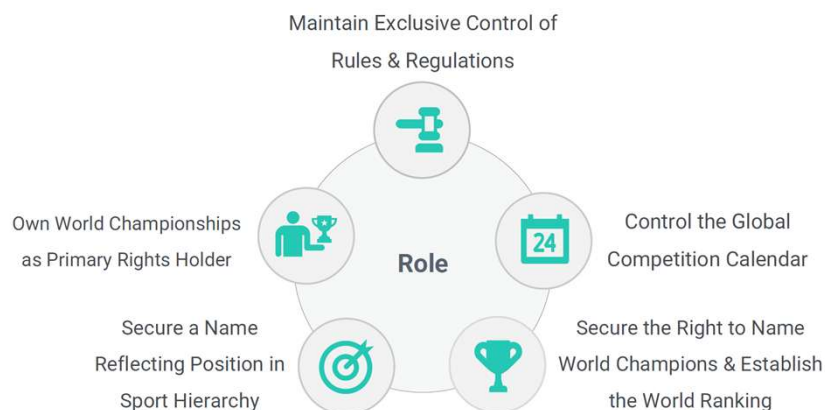 Maintain Exclusive Control of
Rules & Regulations
Own World Championships
as Primary Rights Holder
24
Control the Global
Competition Calendar
Role
Secure a Name
Reflecting Position in
Sport Hierarchy
Secure the Right to Name
World Champions & Establish
the World Ranking